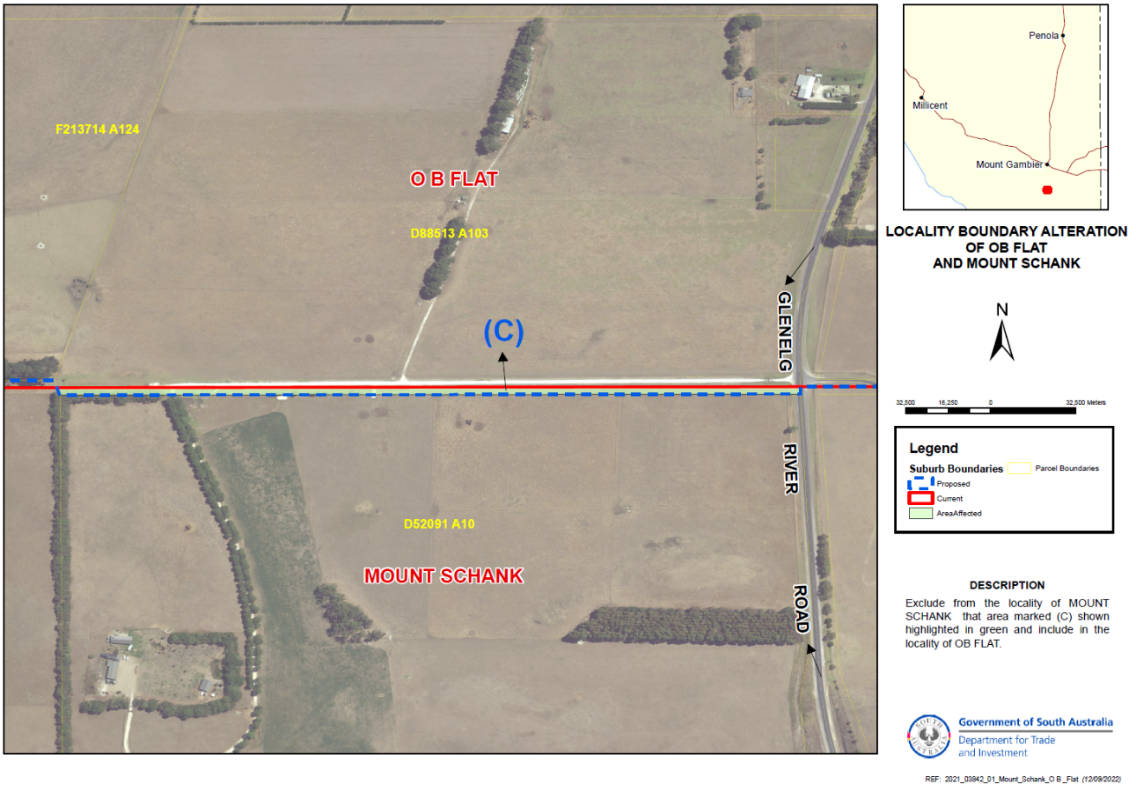 F213714 A124
O B FLAT
D88513 A103
(C)
GLENELG
RIVER
ROAD
D52091 A10
MOUNT SCHANK
Penola
Millicent
Mount Gambier
LOCALITY BOUNDARY ALTERATION
OF OB FLAT
AND MOUNT SCHANK
N
32,500 16,250 0 32,500 Meters
Legend
Suburb Boundaries Parcel Boundaries
Proposed
Current
AreaAffected
DESCRIPTION
Exclude from the locality of MOUNT
SCHANK that area marked (C) shown
highlighted in green and include in the
locality of OB FLAT.
SOUTH AUSTRALIA
Government of South Australia
Department for Trade
and Investment
REF: 2021_03842_01_Mount_Schank_O B_Flat (12/09/2022)